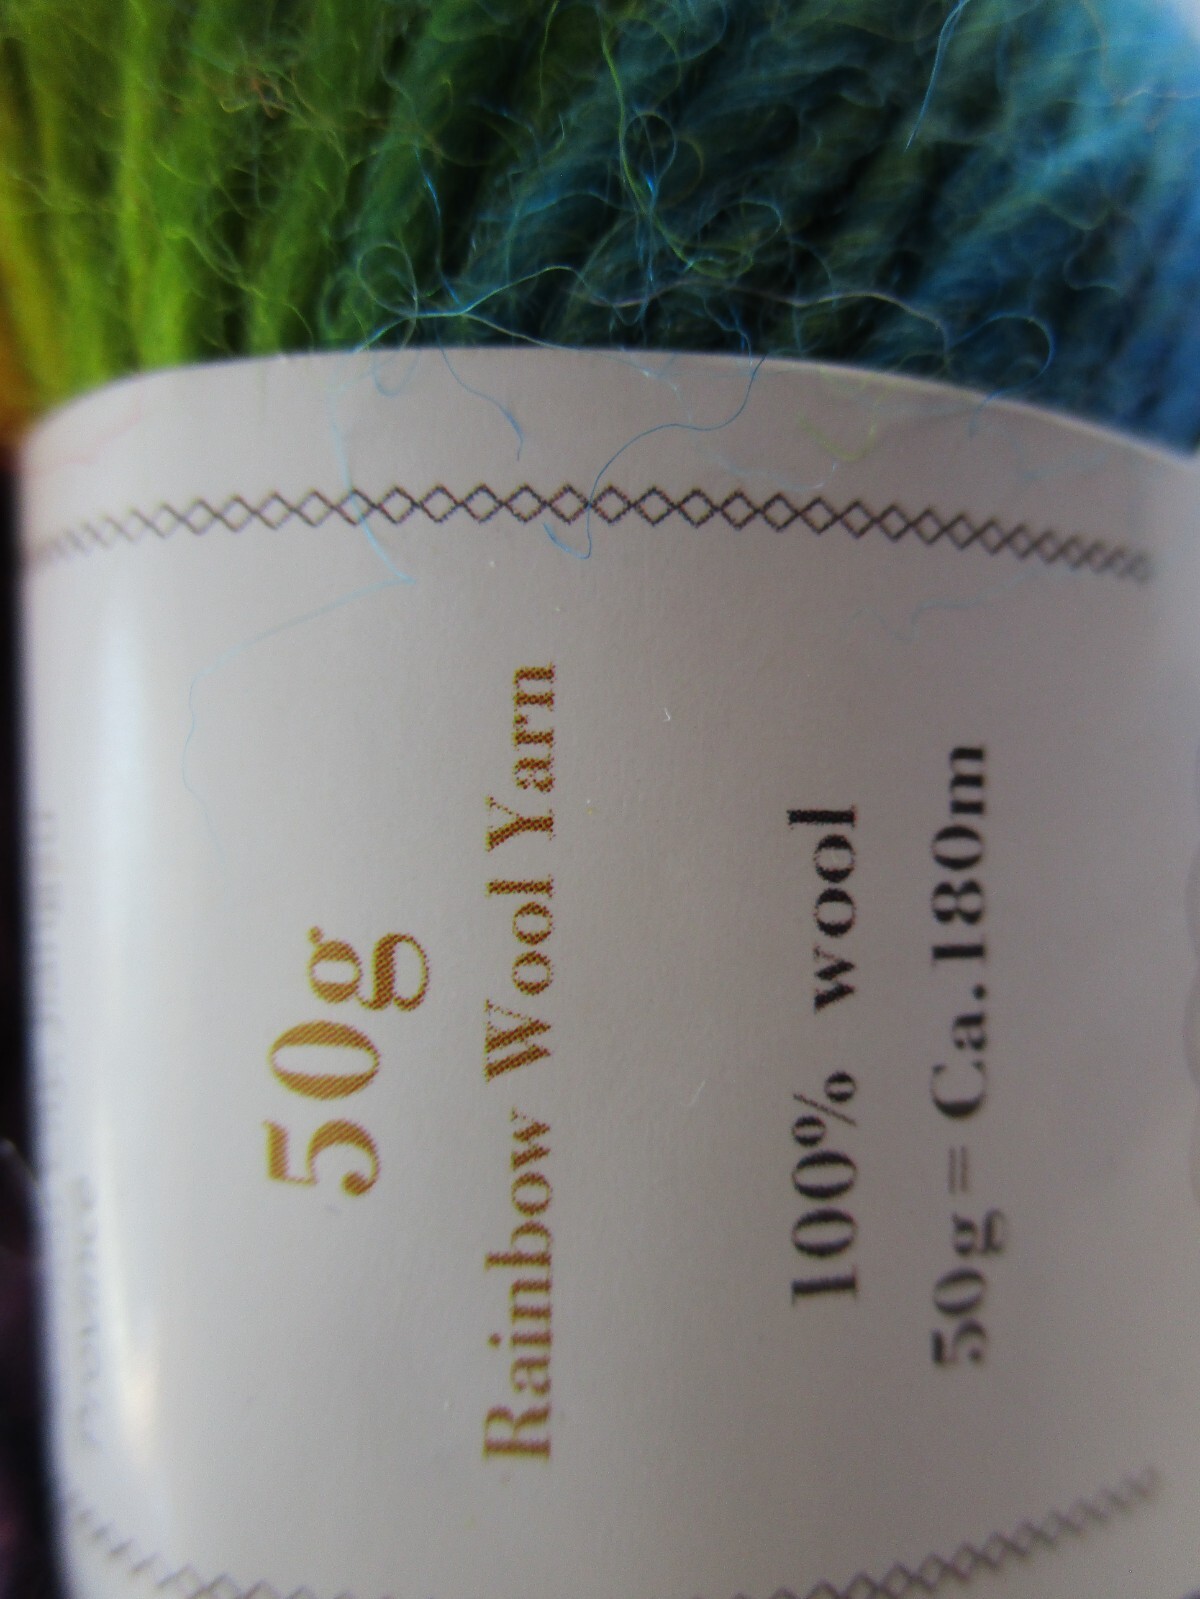 50g
Rainbow Wool Yarn
100% wool
50g = Ca.180m